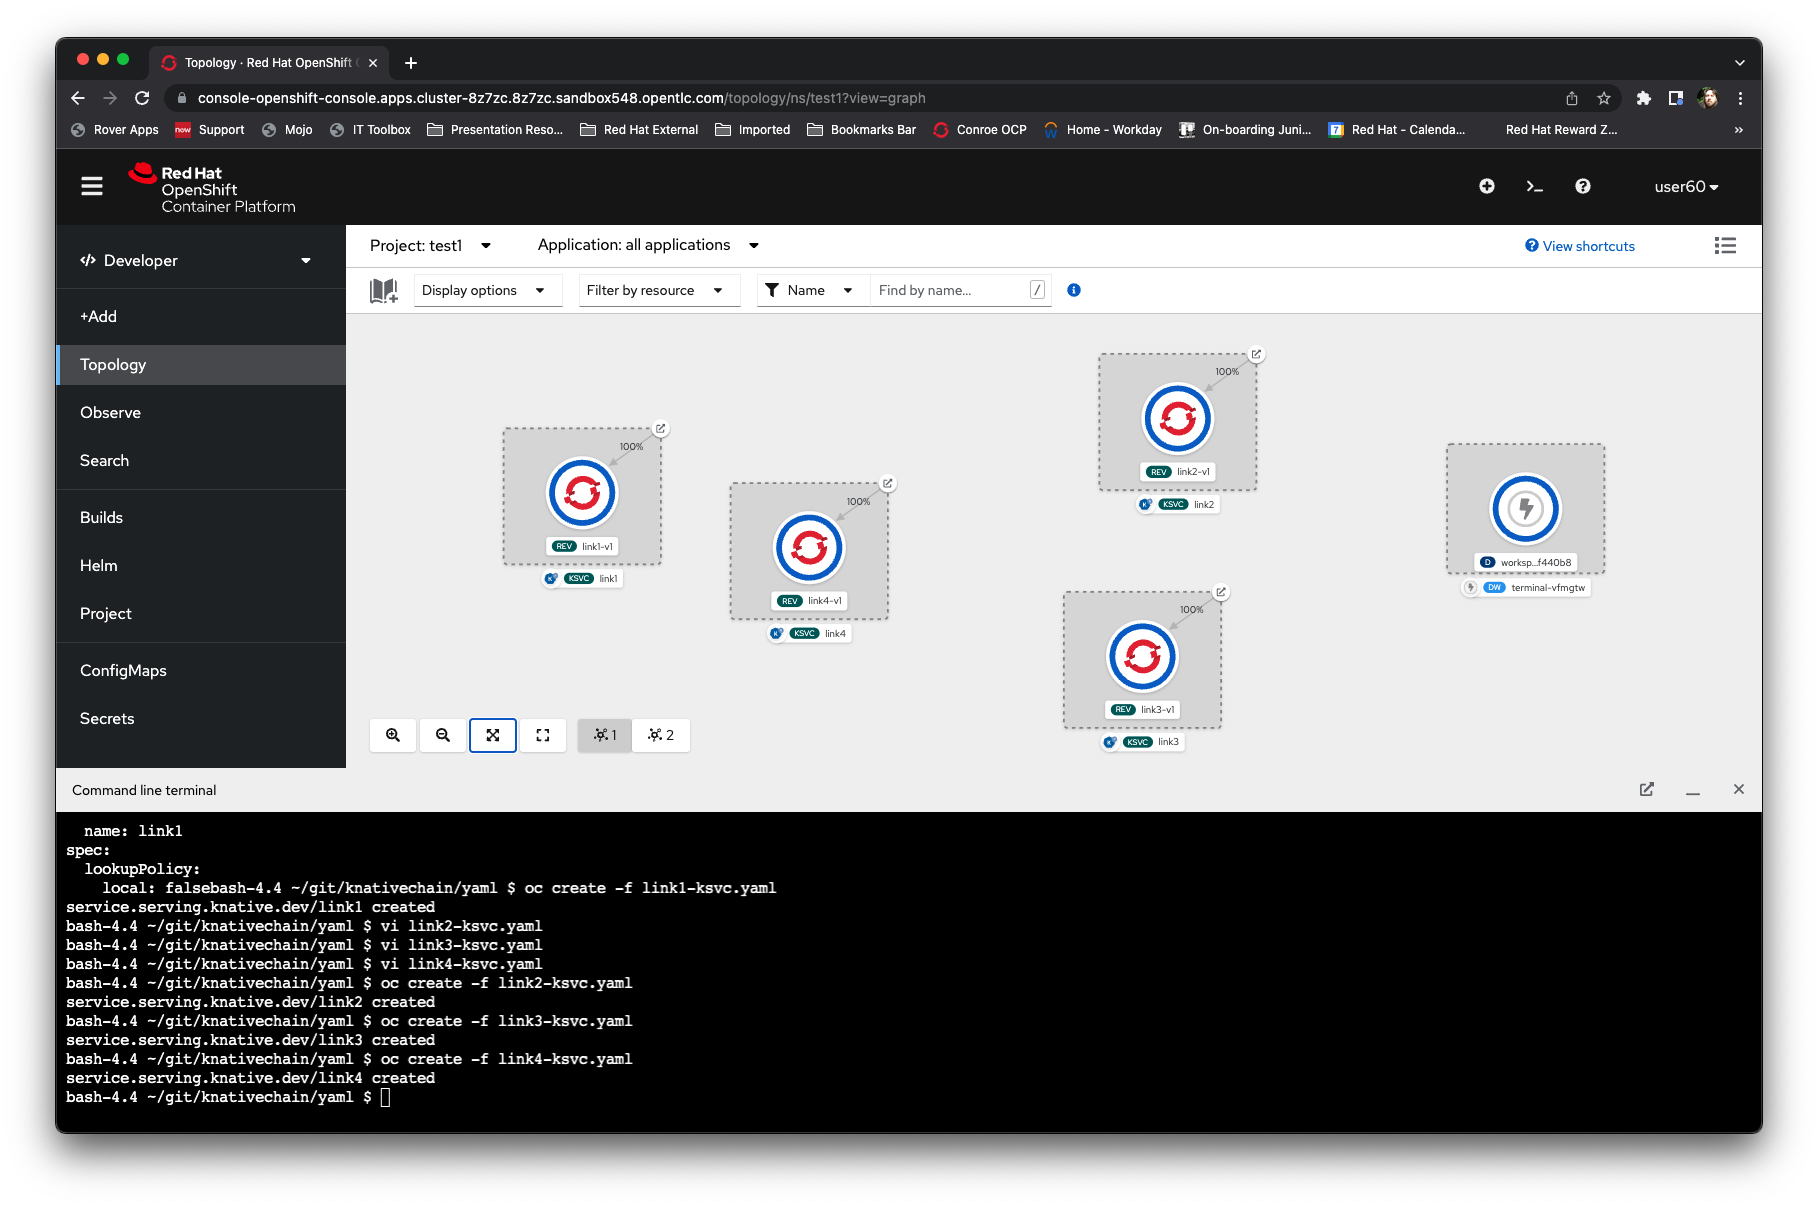 Topology · Red Hat OpenShift
console-openshift-console.apps.cluster-8z7zc.8z7zc.sandbox548.opentlc.com/topology/ns/test1?view=graph
Rover Apps new Support Mojo IT Toolbox Presentation Reso... Red Hat External Imported Bookmarks Bar Conroe OCP Home - Workday On-boarding Juni... 7 Red Hat - Calenda... Red Hat Reward Z... »
Red Hat
OpenShift
Container Platform
user60
Developer
+Add
Topology
Observe
Search
Builds
Helm
Project
ConfigMaps
Secrets
Project: test1 Application: all applications View shortcuts
Display options Filter by resource Name Find by name... /
100%
REV link1-v1
KSVC link1
100%
REV link4-v1
KSVC link4
100%
REV link2-v1
KSVC link2
100%
REV link3-v1
KSVC link3
D worksp...f440b8
DW terminal-vfmgtw
1 2
Command line terminal
name: link1
spec:
lookupPolicy:
local: falsebash-4.4 ~/git/knativechain/yaml $ oc create -f link1-ksvc.yaml
service.serving.knative.dev/link1 created
bash-4.4 ~/git/knativechain/yaml $ vi link2-ksvc.yaml
bash-4.4 ~/git/knativechain/yaml $ vi link3-ksvc.yaml
bash-4.4 ~/git/knativechain/yaml $ vi link4-ksvc.yaml
bash-4.4 ~/git/knativechain/yaml $ oc create -f link2-ksvc.yaml
service.serving.knative.dev/link2 created
bash-4.4 ~/git/knativechain/yaml $ oc create -f link3-ksvc.yaml
service.serving.knative.dev/link3 created
bash-4.4 ~/git/knativechain/yaml $ oc create -f link4-ksvc.yaml
service.serving.knative.dev/link4 created
bash-4.4 ~/git/knativechain/yaml $